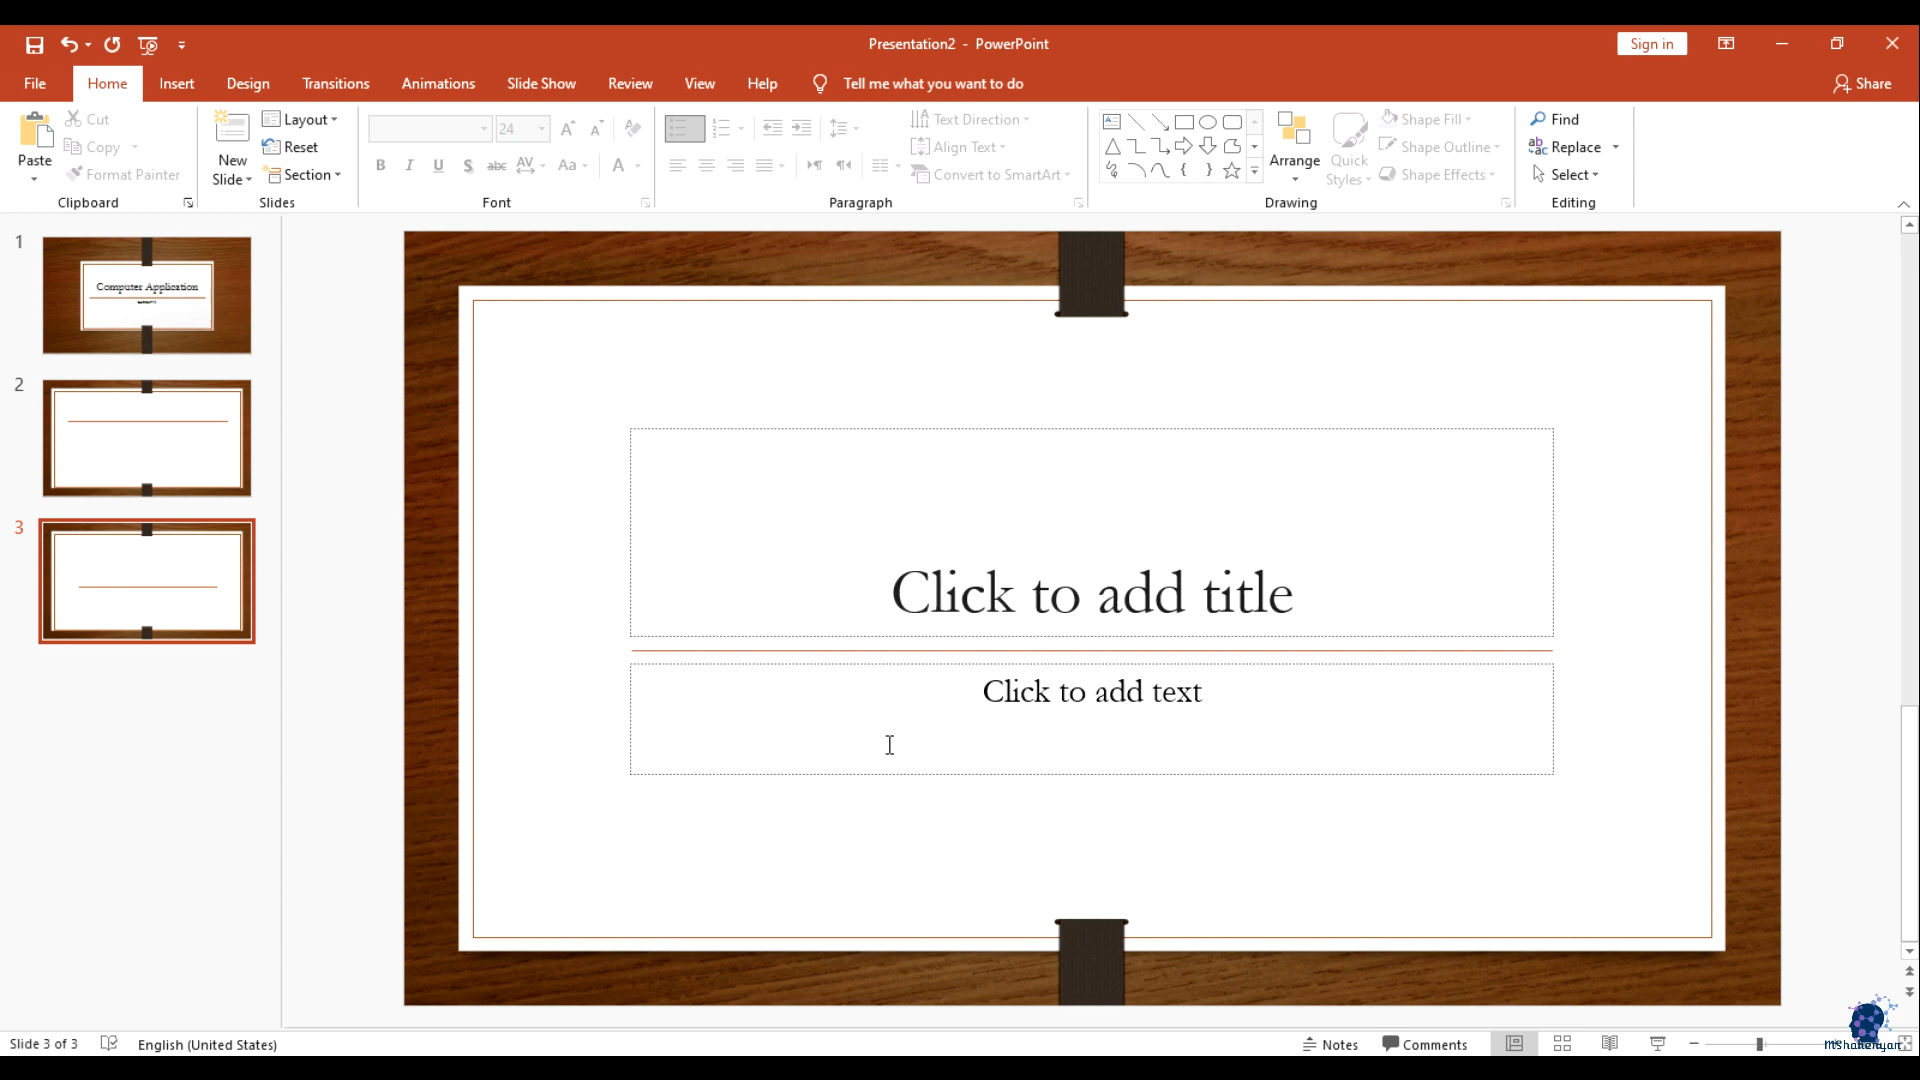 Presentation2 - PowerPoint
Sign in
File Home Insert Design Transitions Animations Slide Show Review View Help Tell me what you want to do Share
Paste
Cut
Copy
Format Painter
Clipboard
New Slide
Layout
Reset
Section
Slides
24
B I U S abc AV Aa A
Font
Text Direction
Align Text
Convert to SmartArt
Paragraph
Arrange
Quick Styles
Shape Fill
Shape Outline
Shape Effects
Drawing
Find
Replace
Select
Editing
1
Computer Application
2
3
Click to add title
Click to add text
Slide 3 of 3 English (United States) Notes Comments